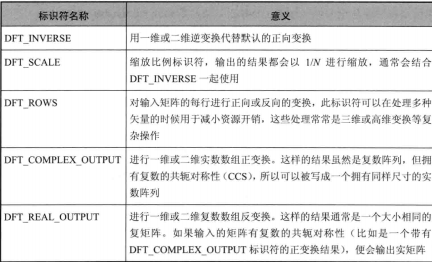 标识符名称	意义
DFT_INVERSE	用一维或二维逆变换代替默认的正向变换
DFT_SCALE	缩放比例标识符，输出的结果都会以 1/N 进行缩放，通常会结合
DFT_INVERSE 一起使用
DFT_ROWS	对输入矩阵的每行进行正向或反向的变换，此标识符可以在处理多种
矢量的时候用于减小资源开销，这些处理常常是三维或高维变换等复
杂操作
DFT_COMPLEX_OUTPUT	进行一维或二维实数数组正变换。这样的结果虽然是复数阵列，但拥
有复数的共轭对称性（CCS），所以可以被写成一个拥有同样尺寸的实
数阵列
DFT_REAL_OUTPUT	进行一维或二维复数数组反变换。这样的结果通常是一个大小相同的
复矩阵。如果输入的矩阵有复数的共轭对称性（比如是一个带有
DFT_COMPLEX_OUTPUT 标识符的正变换结果），便会输出实矩阵